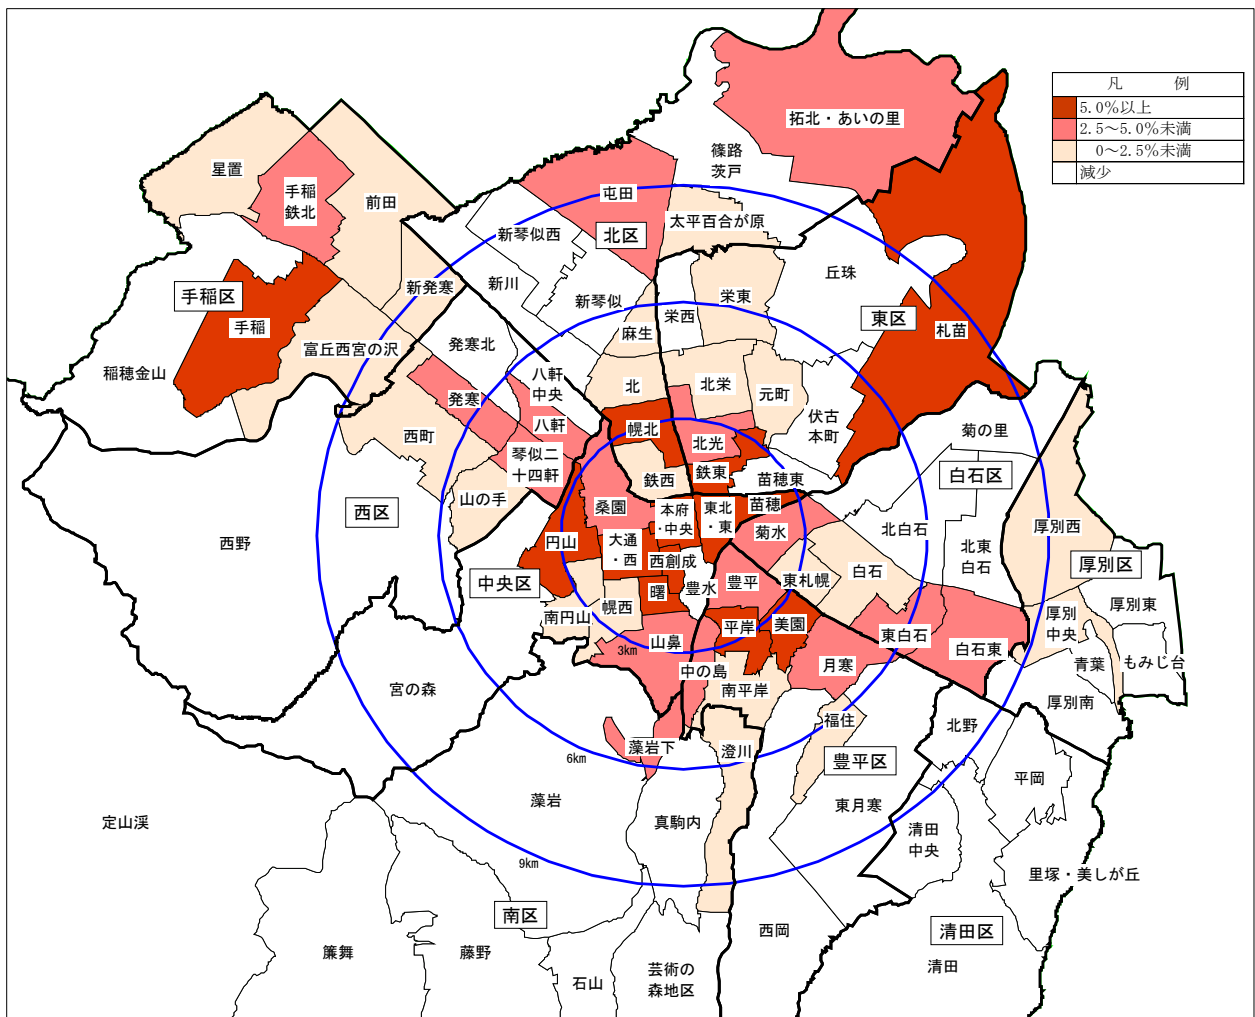 凡 例
5.0%以上
2.5～5.0%未満
0～2.5%未満
減少
拓北・あいの里
篠路
茨戸
星置
手稲
鉄北
前田
屯田
太平百合が原
新琴似西
北区
手稲区
新発寒
新川
新琴似
丘珠
栄東
栄西
麻生
東区
札苗
手稲
富丘西宮の沢
発寒北
稲穂金山
八軒
中央
北
北栄
元町
発寒
八軒
伏古
本町
西町
幌北
北光
菊の里
琴似二
十四軒
鉄西
鉄東
苗穂東
白石区
山の手
西区
桑園
本府
・中央
東北
・東
苗穂
菊水
北白石
厚別西
西野
円山
大通
・西
西創成
北東
白石
厚別区
中央区
豊水
豊平
東札幌
白石
曙
幌西
南円山
厚別
中央
厚別東
平岸
美園
東白石
山鼻
3km
白石東
月寒
中の島
青葉
もみじ台
宮の森
南平岸
厚別南
福住
北野
藻岩下
澄川
6km
豊平区
平岡
藻岩
東月寒
定山渓
真駒内
清田
中央
9km
里塚・美しが丘
南区
清田区
西岡
簾舞
藤野
清田
石山
芸術の
森地区